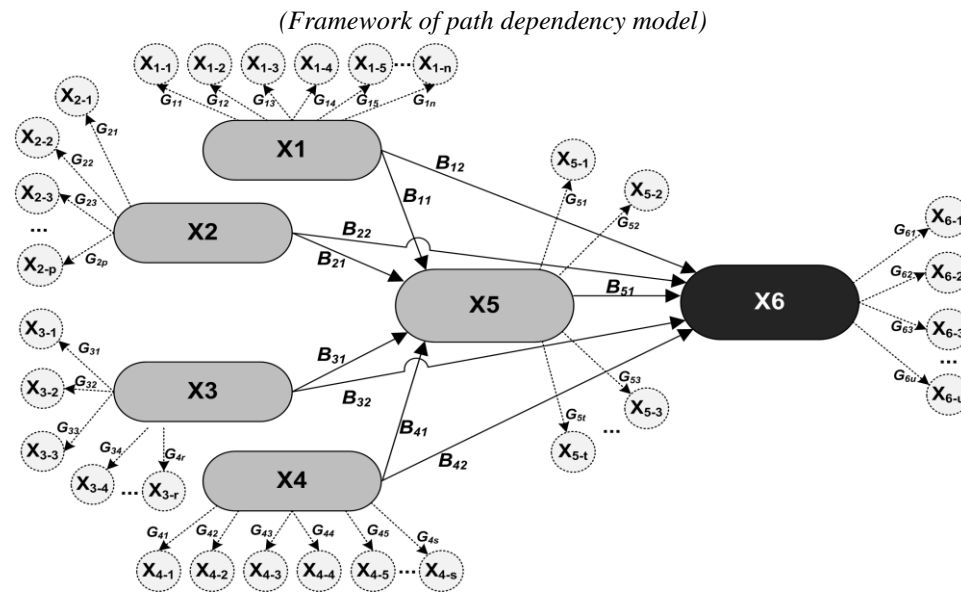 (Framework of path dependency model)
X1-1 X1-2 X1-3 X1-4 X1-5 ... X1-n
G11 G12 G13 G14 G15 G1n
X1
X2-1
X2-2
X2-3
...
X2-p
G21
G22
G23
G2p
X2
B12
B11
B22
B21
X5-1
X5-2
G51
G52
X5
B51
X6
X6-1
X6-2
X6-3
...
X6-u
G61
G62
G63
G6u
X3-1
X3-2
X3-3
X3-4 ... X3-r
G31
G32
G33
G34
G4r
X3
B31
B32
B41
B42
G53
G5t
X5-3
...
X5-t
X4
G41 G42 G43 G44 G45 G4s
X4-1 X4-2 X4-3 X4-4 X4-5 ... X4-s